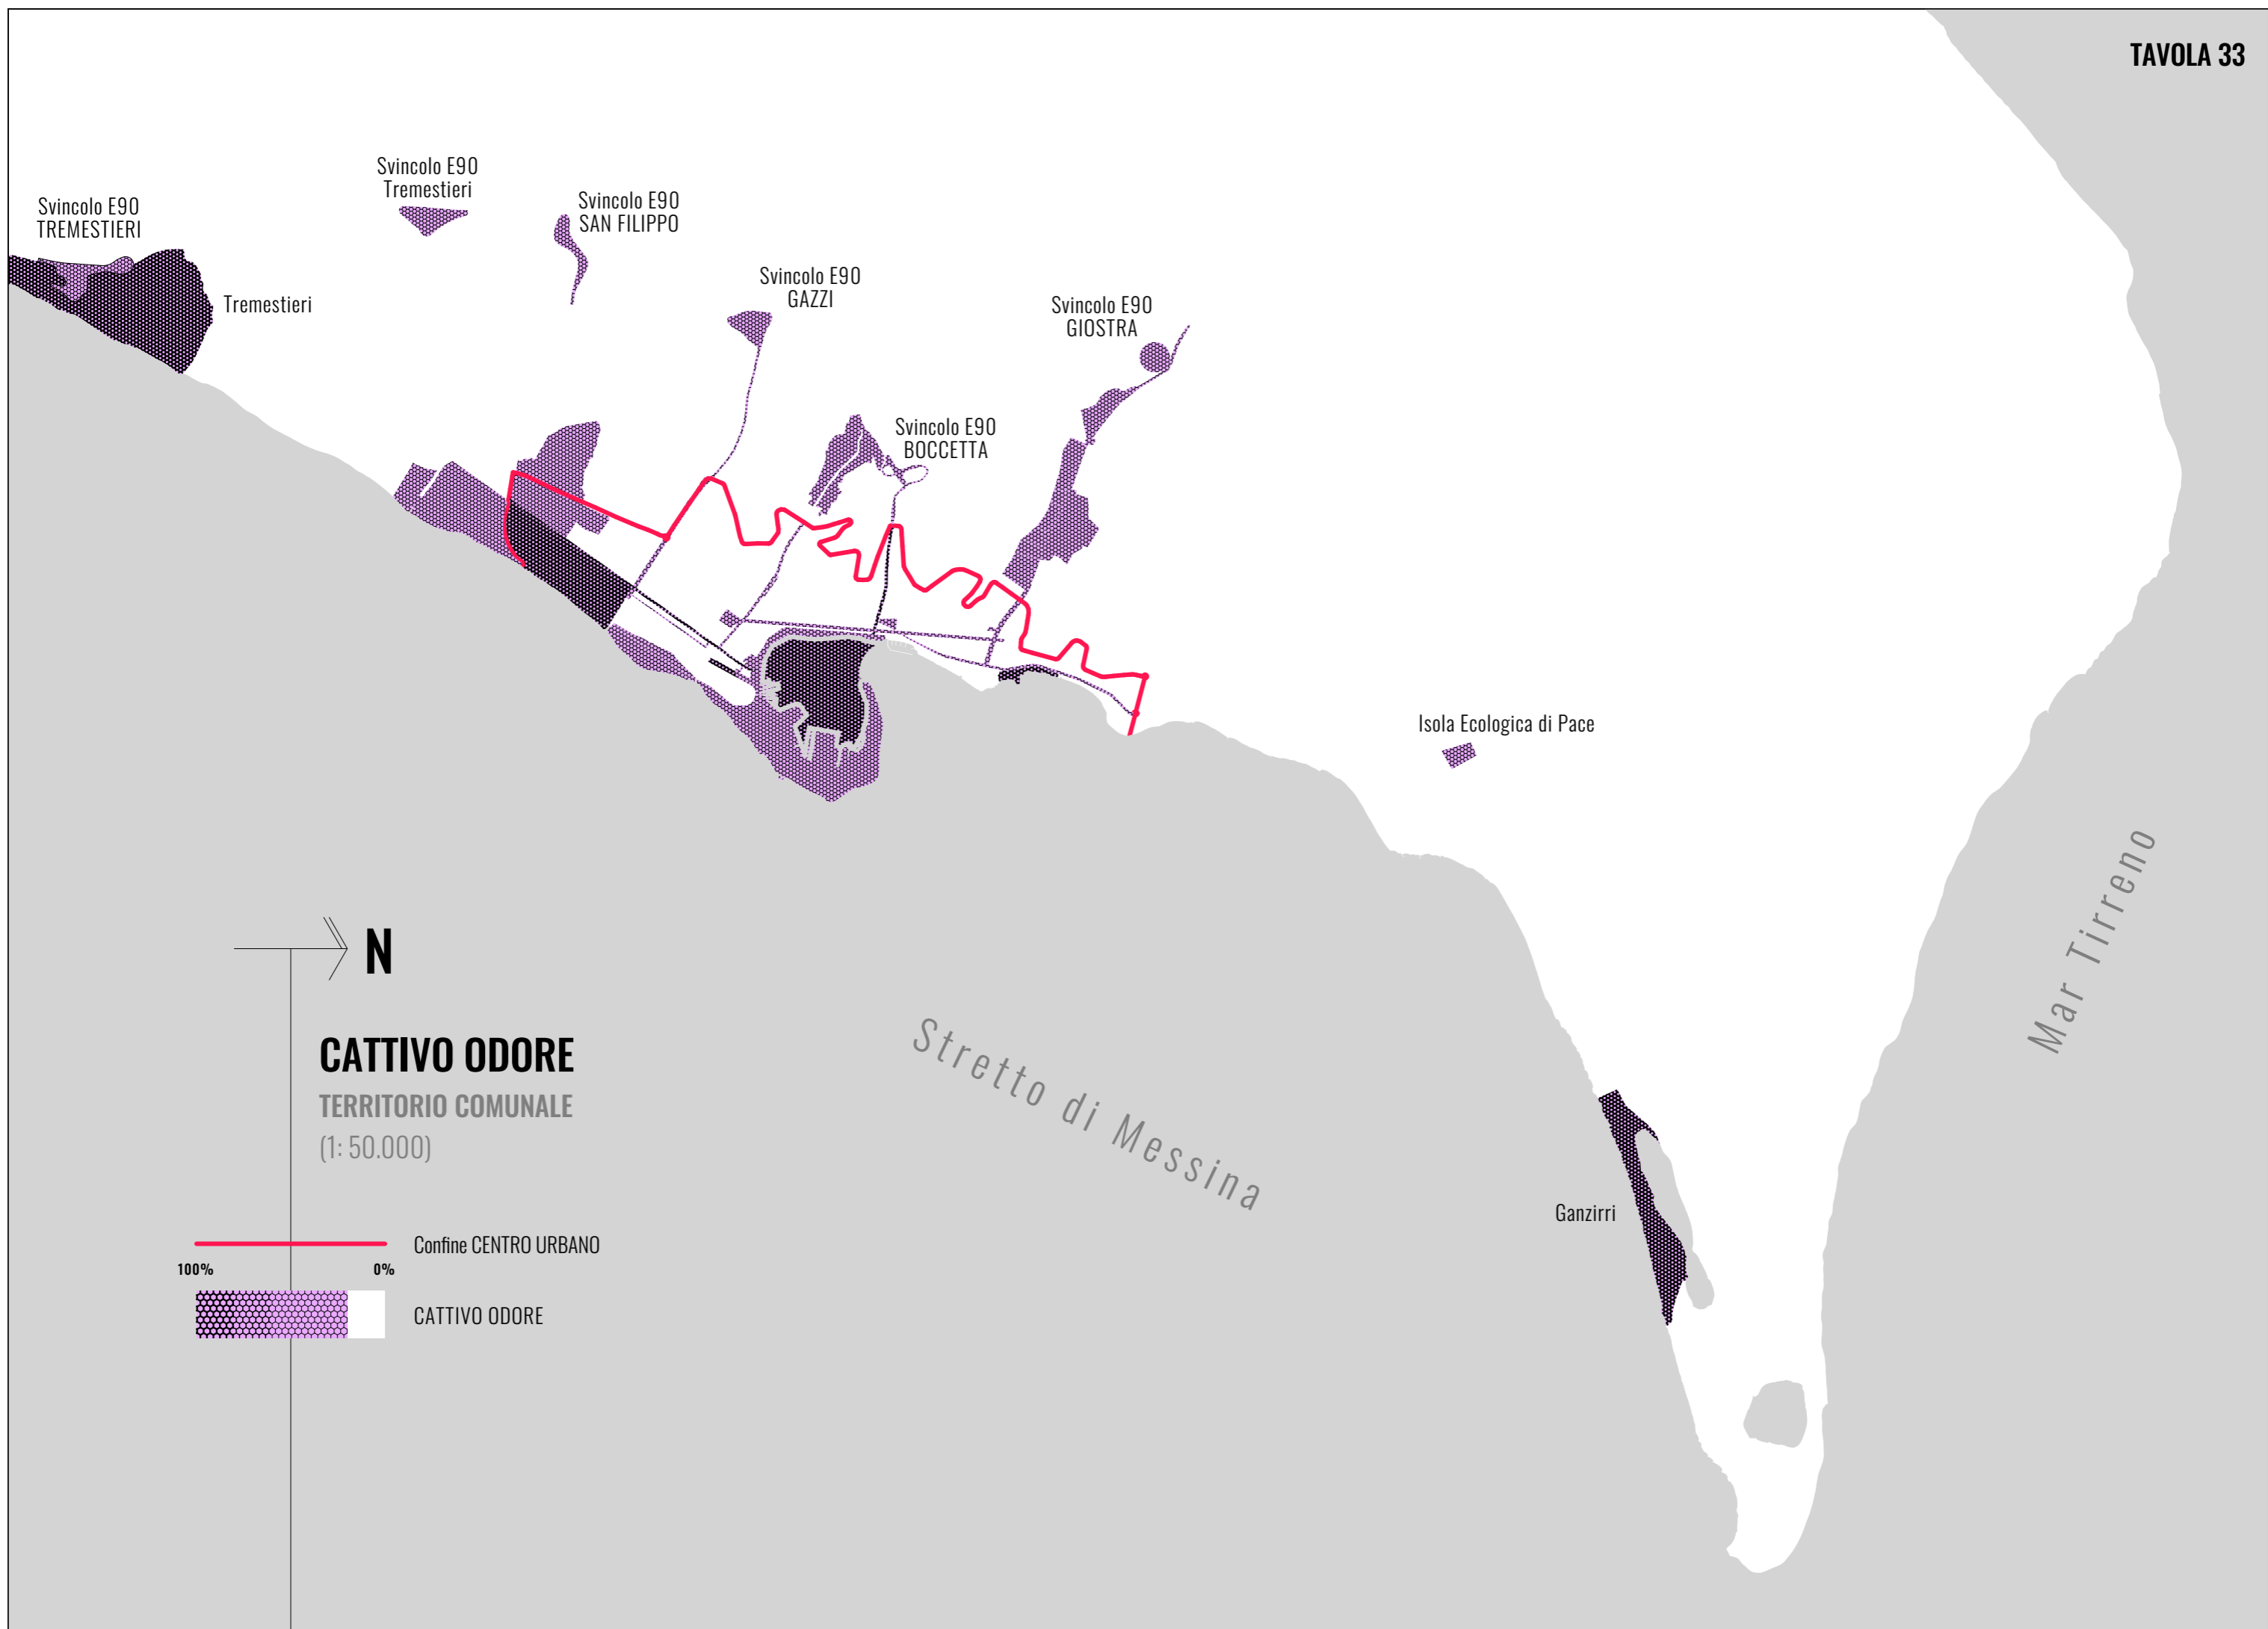 TAVOLA 33
Svincolo E90
Tremestieri
Svincolo E90
SAN FILIPPO
Svincolo E90
TREMESTIERI
Tremestieri
Svincolo E90
GAZZI
Svincolo E90
GIOSTRA
Svincolo E90
BOCCETTA
Isola Ecologica di Pace
Mar Tirreno
N
Stretto di Messina
CATTIVO ODORE
TERRITORIO COMUNALE
(1: 50.000)
Ganzirri
Confine CENTRO URBANO
100% 0%
CATTIVO ODORE